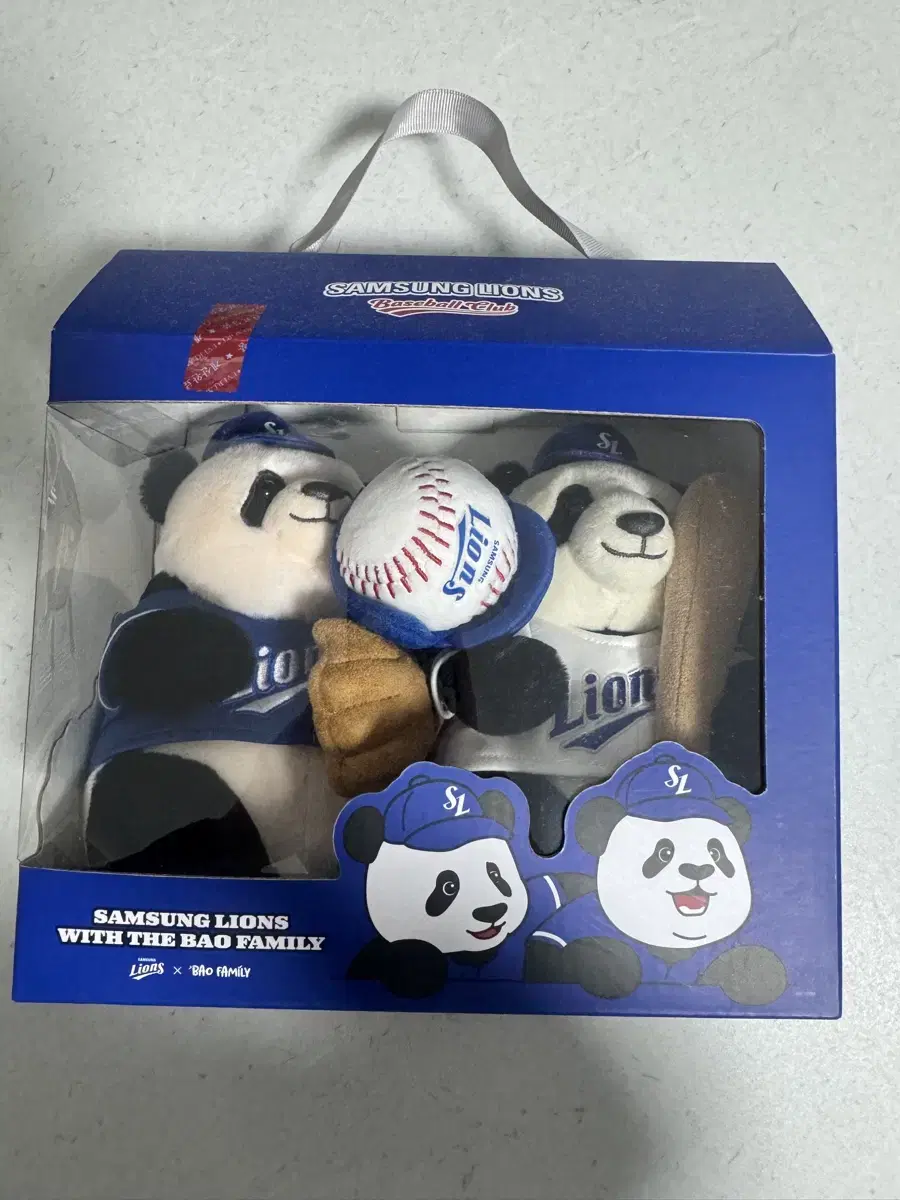 SAMSUNG LIONS
Baseball Club
SL
SL
SAMSUNG
Lions
Lion
SL
SL
SAMSUNG LIONS
WITH THE BAO FAMILY
SAMSUNG
Lions × BAO FAMILY